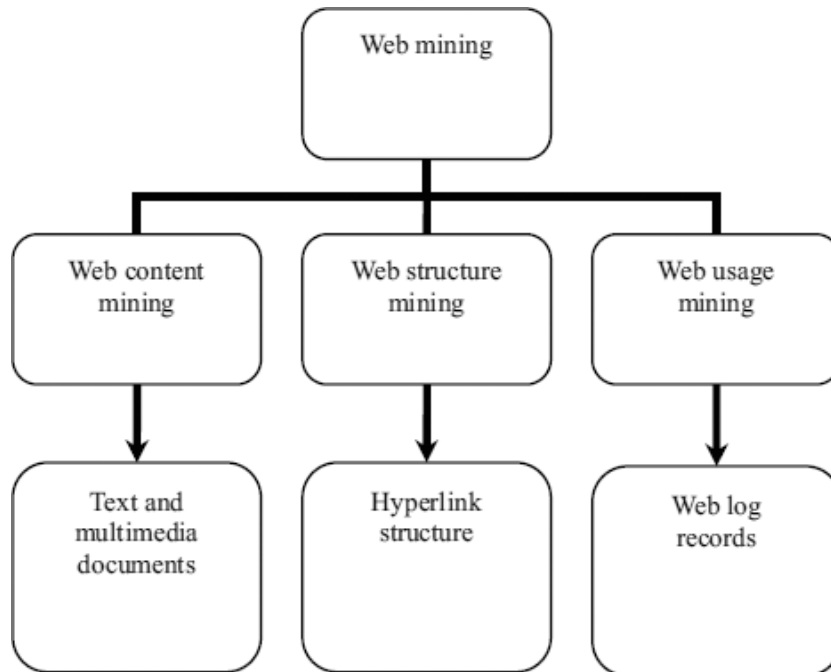 Web mining
Web content
mining
Web structure
mining
Web usage
mining
Text and
multimedia
documents
Hyperlink
structure
Web log
records